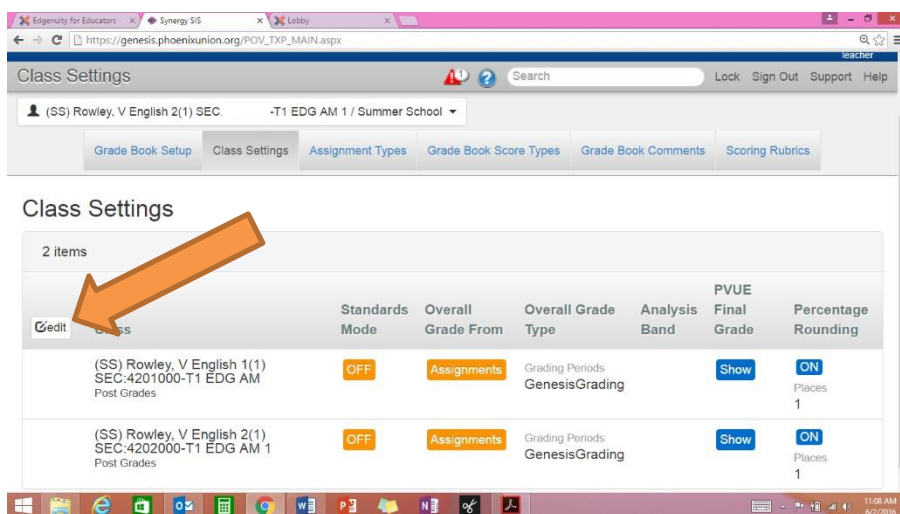 Edgenuity for Educators - Synergy SIS Lobby
https://genesis.phoenixunion.org/POV_TXP_MAIN.aspx
Teacher
Class Settings Search Lock Sign Out Support Help
(SS) Rowley, V English 2(1) SEC. -T1 EDG AM 1 / Summer School
Grade Book Setup Class Settings Assignment Types Grade Book Score Types Grade Book Comments Scoring Rubrics
Class Settings
2 items
PVUE
Standards Overall Overall Grade Analysis Final Percentage
edit Mode Grade From Type Band Grade Rounding
(SS) Rowley, V English 1(1) OFF Assignments Grading Periods Show ON
SEC:4201000-T1 EDG AM GenesisGrading Places
Post Grades 1
(SS) Rowley, V English 2(1) OFF Assignments Grading Periods Show ON
SEC:4202000-T1 EDG AM 1 GenesisGrading Places
Post Grades 1
11:08 AM
6/2/2016